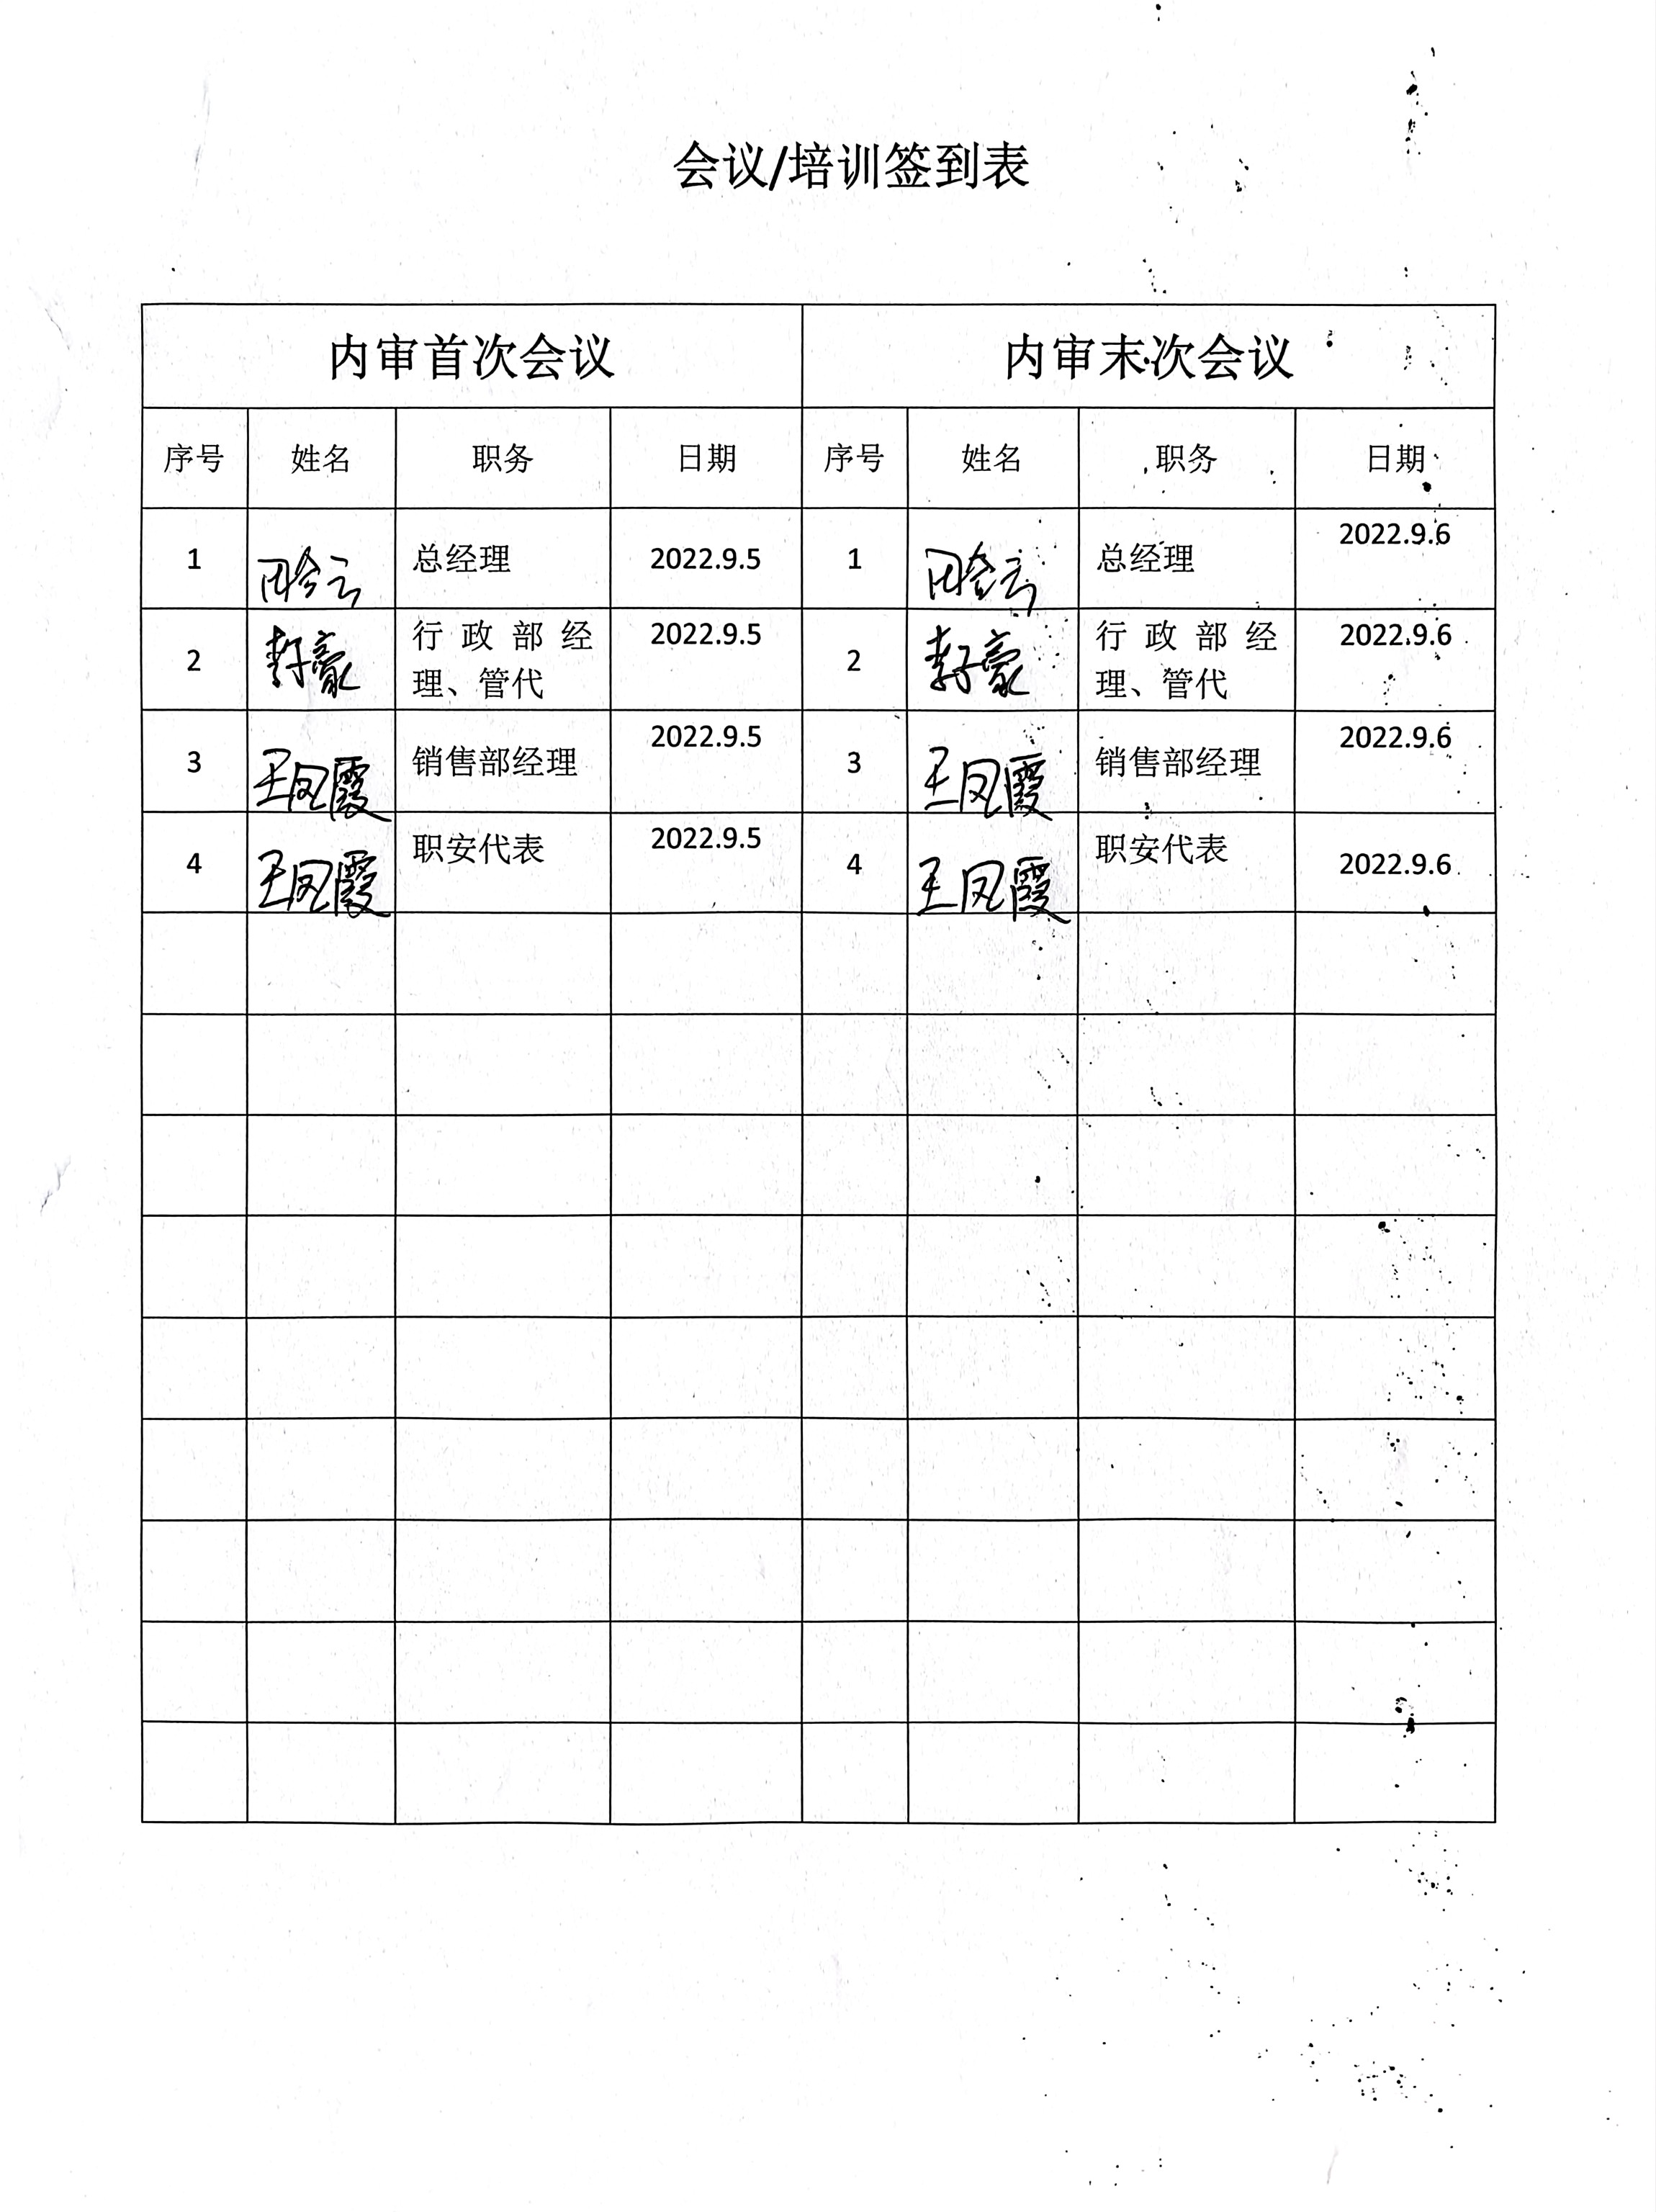 会议/培训签到表
内审首次会议 内审末次会议
序号 姓名 职务 日期 序号 姓名 职务 日期
1 总经理 2022.9.5 1 总经理 2022.9.6
2 行政部经理、管代 2022.9.5 2 行政部经理、管代 2022.9.6
3 王凤霞 销售部经理 2022.9.5 3 王凤霞 销售部经理 2022.9.6
4 王凤霞 职安代表 2022.9.5 4 王凤霞 职安代表 2022.9.6